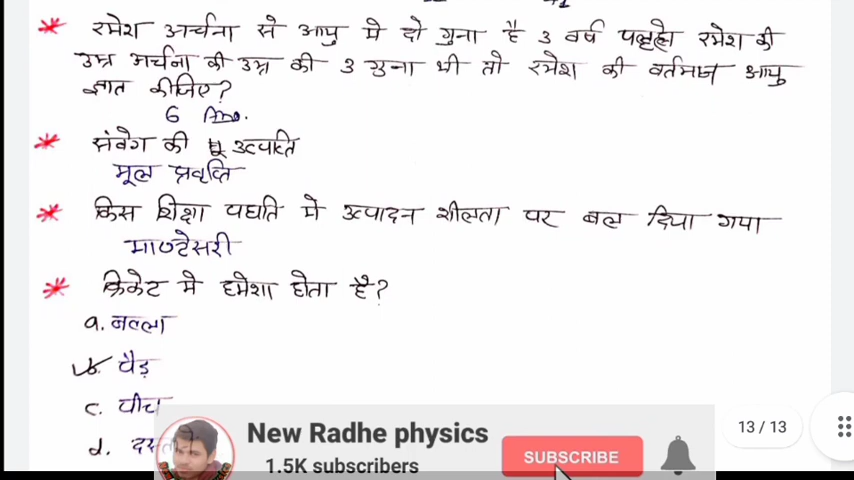 * रमेश अर्चना से आयु मे दो गुना है 3 वर्ष पहले रमेश की
उम्र अर्चना की उम्र की 3 गुना थी तो रमेश की वर्तमान आयु
ज्ञात कीजिए?
6 Ans.
* संवेग की उत्पत्ति
मूल प्रवृत्ति
* किस शिक्षा पद्यति मे उत्पादन शीलता पर बल दिया गया
माण्टेसरी
* क्रिकेट मे हमेशा होता है?
a. बल्ला
b. पैड़
c. पीच
d.
New Radhe physics
1.5K subscribers
SUBSCRIBE
13 / 13